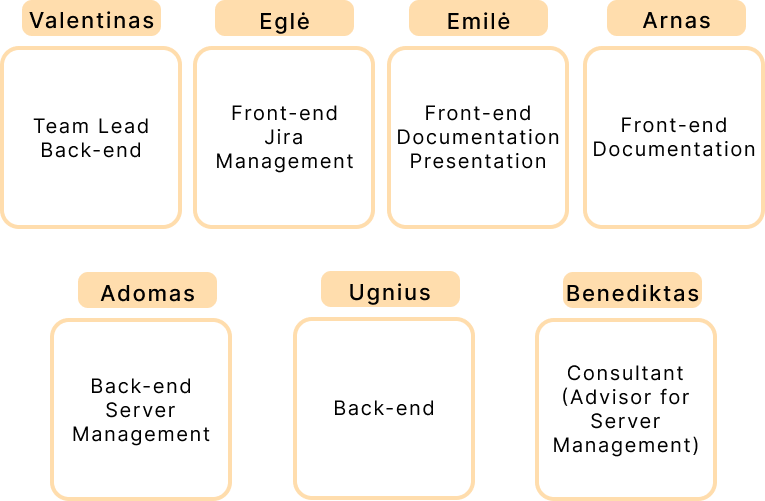 Valentinas
Team Lead
Back-end
Eglė
Front-end
Jira
Management
Emilė
Front-end
Documentation
Presentation
Arnas
Front-end
Documentation
Adomas
Back-end
Server
Management
Ugnius
Back-end
Benediktas
Consultant
(Advisor for
Server
Management)